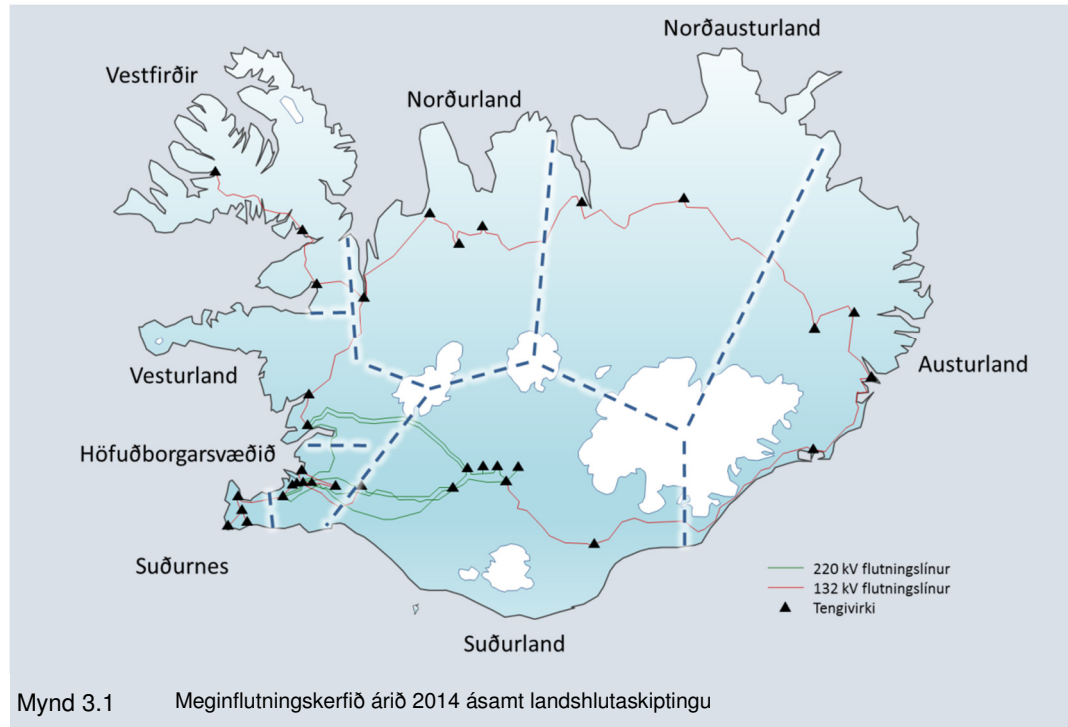 Norðausturland
Vestfirðir
Norðurland
Vesturland
Austurland
Höfuðborgarsvæðið
Suðurnes
220 kV flutningslínur
132 kV flutningslínur
Tengivirki
Suðurland
Mynd 3.1 Meginflutningskerfið árið 2014 ásamt landshlutaskiptingu